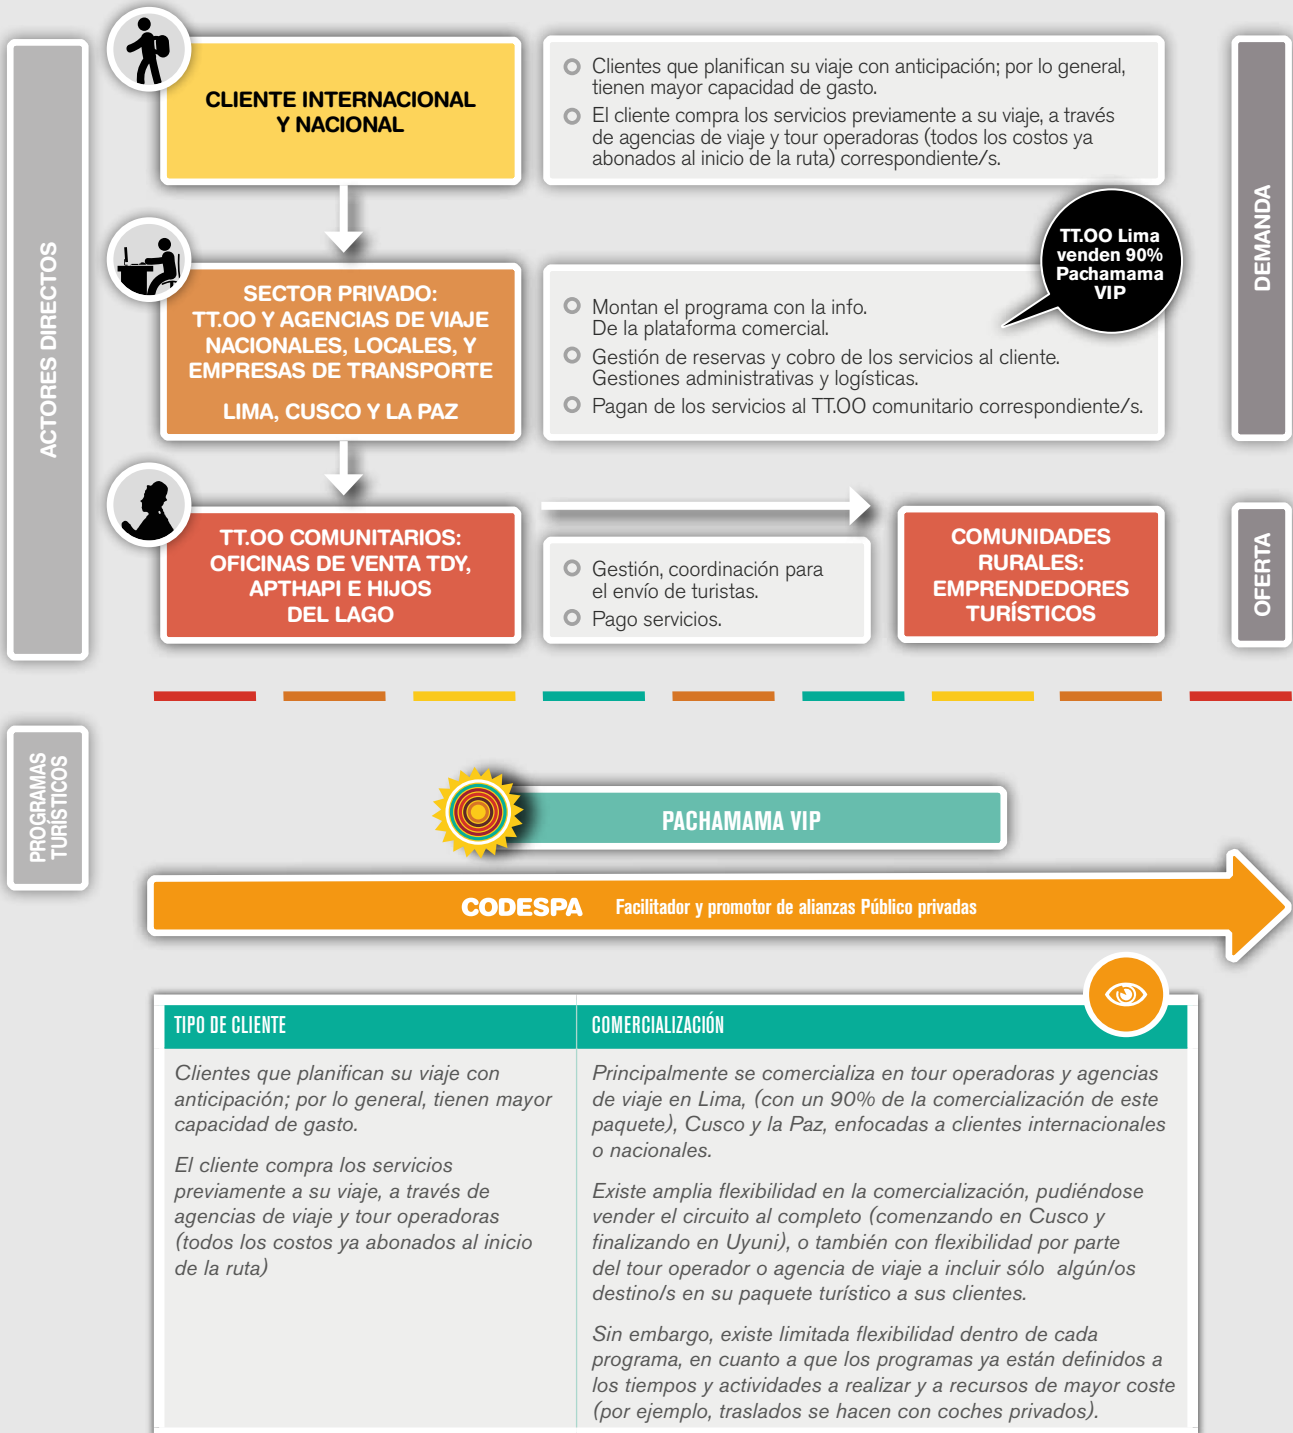 ACTORES DIRECTOS
CLIENTE INTERNACIONAL
Y NACIONAL
Clientes que planifican su viaje con anticipación; por lo general,
tienen mayor capacidad de gasto.
El cliente compra los servicios previamente a su viaje, a través
de agencias de viaje y tour operadoras (todos los costos ya
abonados al inicio de la ruta) correspondiente/s.
DEMANDA
TT.OO Lima
venden 90%
Pachamama
VIP
SECTOR PRIVADO:
TT.OO Y AGENCIAS DE VIAJE
NACIONALES, LOCALES, Y
EMPRESAS DE TRANSPORTE
LIMA, CUSCO Y LA PAZ
Montan el programa con la info.
De la plataforma comercial.
Gestión de reservas y cobro de los servicios al cliente.
Gestiones administrativas y logísticas.
Pagan de los servicios al TT.OO comunitario correspondiente/s.
TT.OO COMUNITARIOS:
OFICINAS DE VENTA TDY,
APTHAPI E HIJOS
DEL LAGO
Gestión, coordinación para
el envío de turistas.
Pago servicios.
COMUNIDADES
RURALES:
EMPRENDEDORES
TURÍSTICOS
OFERTA
PROGRAMAS
TURÍSTICOS
PACHAMAMA VIP
CODESPA Facilitador y promotor de alianzas Público privadas
TIPO DE CLIENTE
Clientes que planifican su viaje con
anticipación; por lo general, tienen mayor
capacidad de gasto.
El cliente compra los servicios
previamente a su viaje, a través de
agencias de viaje y tour operadoras
(todos los costos ya abonados al inicio
de la ruta)
COMERCIALIZACIÓN
Principalmente se comercializa en tour operadoras y agencias
de viaje en Lima, (con un 90% de la comercialización de este
paquete), Cusco y la Paz, enfocadas a clientes internacionales
o nacionales.
Existe amplia flexibilidad en la comercialización, pudiéndose
vender el circuito al completo (comenzando en Cusco y
finalizando en Uyuni), o también con flexibilidad por parte
del tour operador o agencia de viaje a incluir sólo algún/os
destino/s en su paquete turístico a sus clientes.
Sin embargo, existe limitada flexibilidad dentro de cada
programa, en cuanto a que los programas ya están definidos a
los tiempos y actividades a realizar y a recursos de mayor coste
(por ejemplo, traslados se hacen con coches privados).